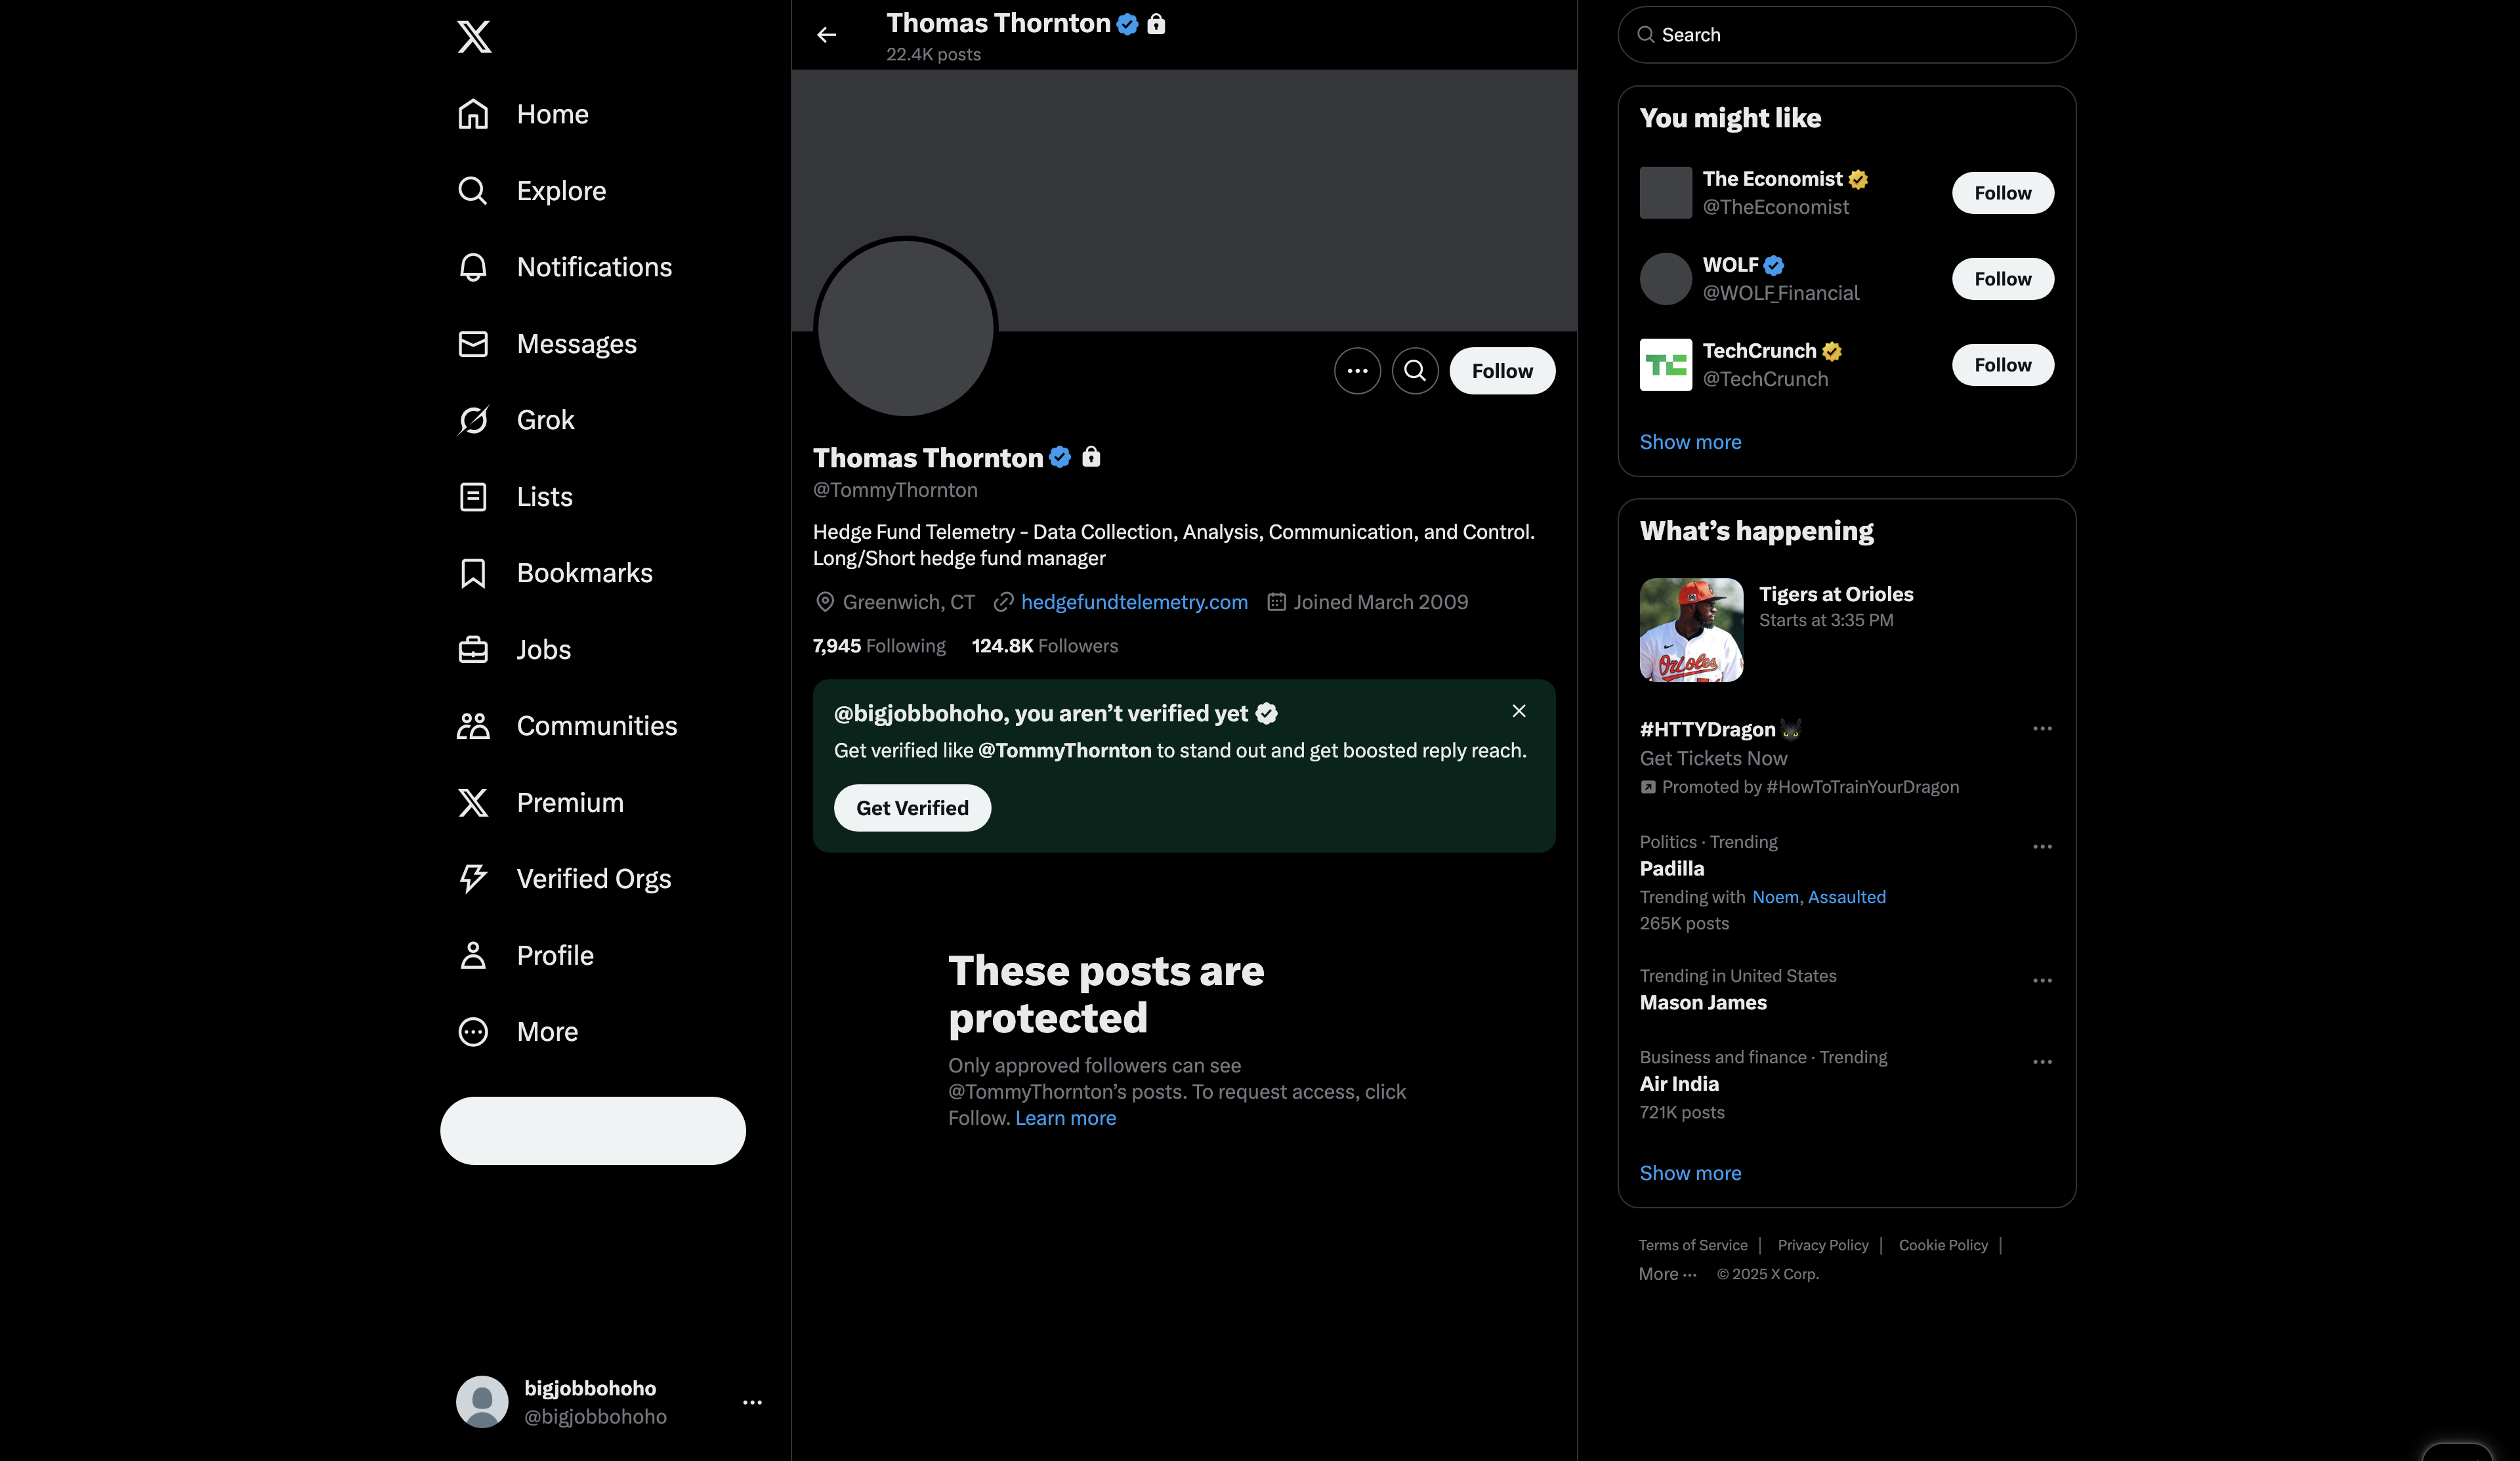 Home
Explore
Notifications
Messages
Grok
Lists
Bookmarks
Jobs
Communities
Premium
Verified Orgs
Profile
More
bigjobbohoho
@bigjobbohoho
Thomas Thornton
22.4K posts
Follow
Thomas Thornton
@TommyThornton
Hedge Fund Telemetry - Data Collection, Analysis, Communication, and Control.
Long/Short hedge fund manager
Greenwich, CT hedgefundtelemetry.com Joined March 2009
7,945 Following 124.8K Followers
@bigjobbohoho, you aren’t verified yet
Get verified like @TommyThornton to stand out and get boosted reply reach.
Get Verified
These posts are
protected
Only approved followers can see
@TommyThornton’s posts. To request access, click
Follow. Learn more
Search
You might like
The Economist
@TheEconomist
Follow
WOLF
@WOLF_Financial
Follow
TC
TechCrunch
@TechCrunch
Follow
Show more
What’s happening
Orioles
Tigers at Orioles
Starts at 3:35 PM
#HTTYDragon
Get Tickets Now
Promoted by #HowToTrainYourDragon
Politics · Trending
Padilla
Trending with Noem, Assaulted
265K posts
Trending in United States
Mason James
Business and finance · Trending
Air India
721K posts
Show more
Terms of Service | Privacy Policy | Cookie Policy |
More ··· © 2025 X Corp.